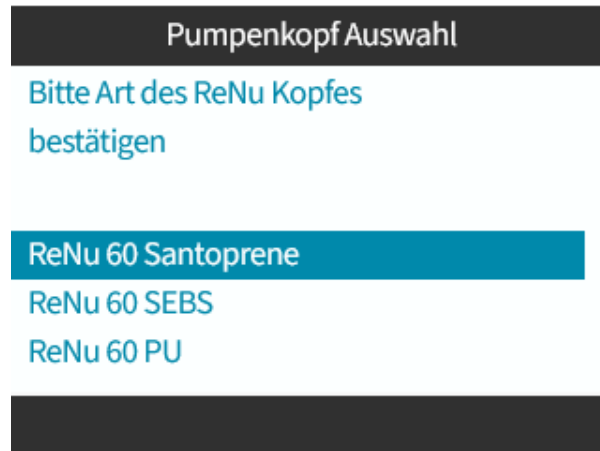 Pumpenkopf Auswahl
Bitte Art des ReNu Kopfes
bestätigen
ReNu 60 Santoprene
ReNu 60 SEBS
ReNu 60 PU